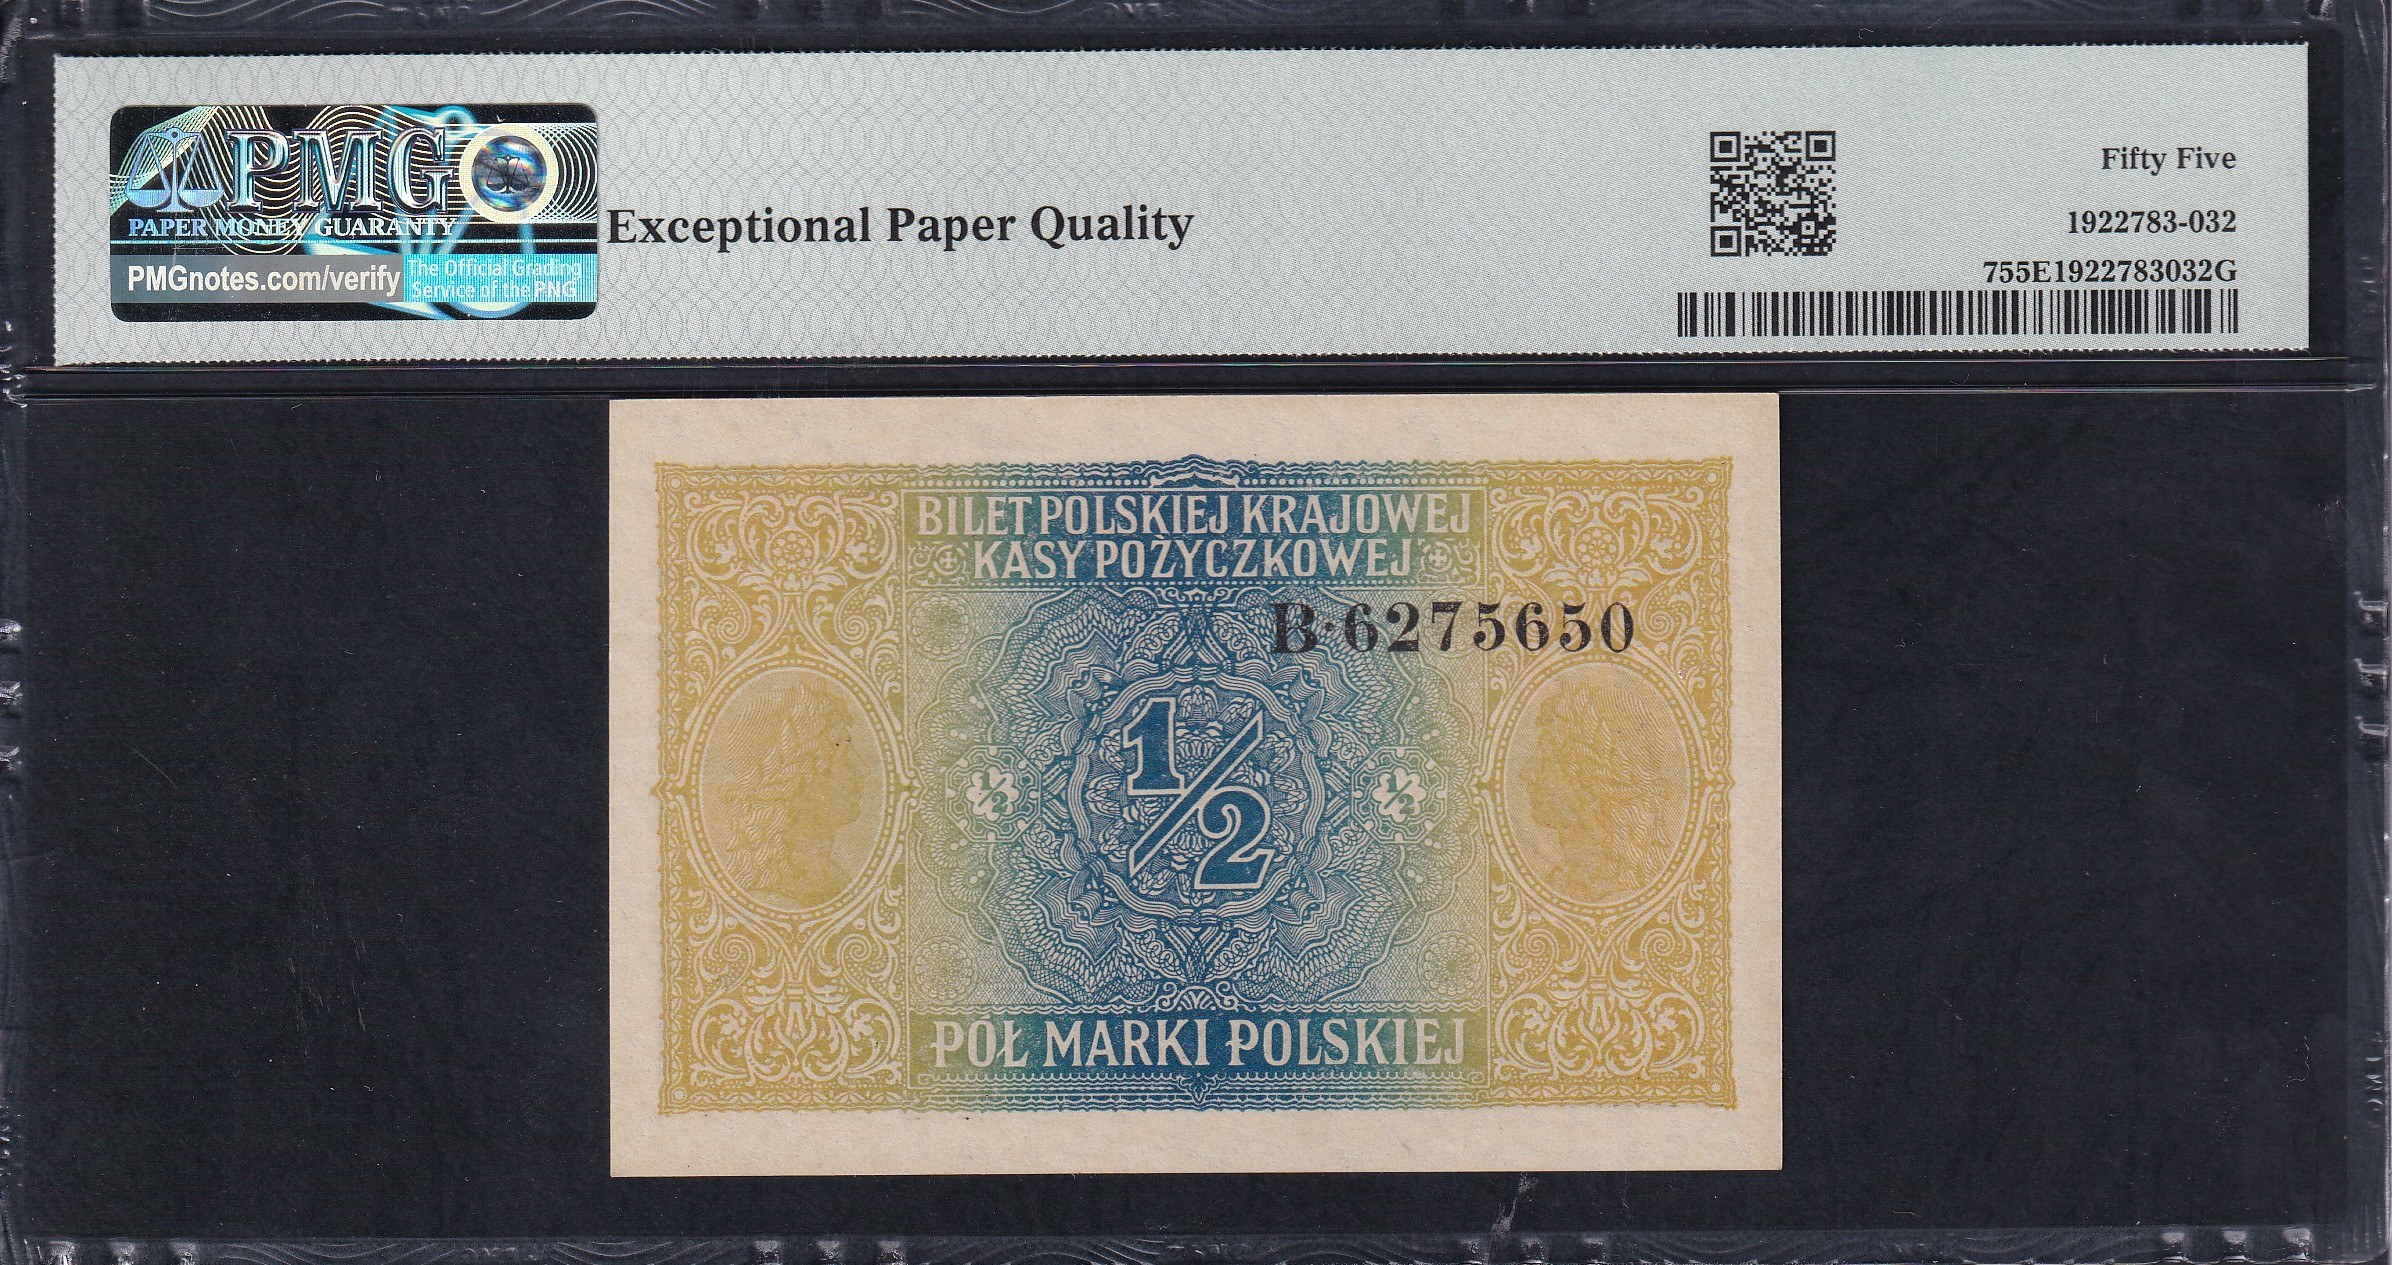 PMG
PAPER MONEY GUARANTY
PMGnotes.com/verify
The Official Grading
Service of the PNG
Exceptional Paper Quality
Fifty Five
1922783-032
755E1922783032G
BILET POLSKIEJ KRAJOWEJ
KASY POŻYCZKOWEJ
B·6275650
1/2
1/2
1/2
PÓŁ MARKI POLSKIEJ